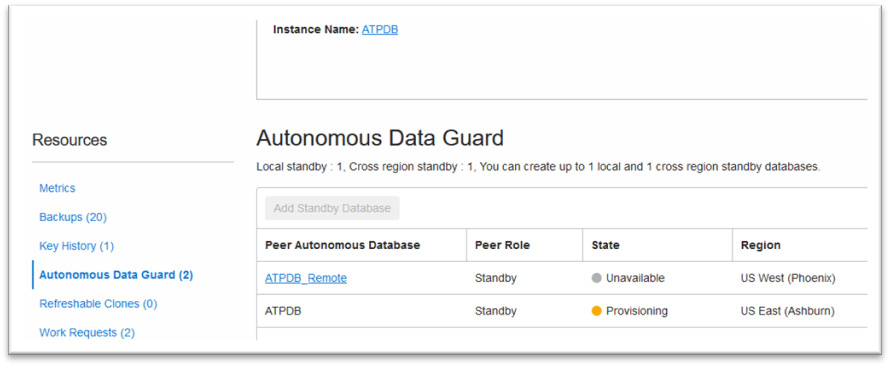 Instance Name: ATPDB
Resources
Metrics
Backups (20)
Key History (1)
Autonomous Data Guard (2)
Refreshable Clones (0)
Work Requests (2)
Autonomous Data Guard
Local standby : 1, Cross region standby : 1, You can create up to 1 local and 1 cross region standby databases.
Add Standby Database
Peer Autonomous Database Peer Role State Region
ATPDB_Remote Standby Unavailable US West (Phoenix)
ATPDB Standby Provisioning US East (Ashburn)